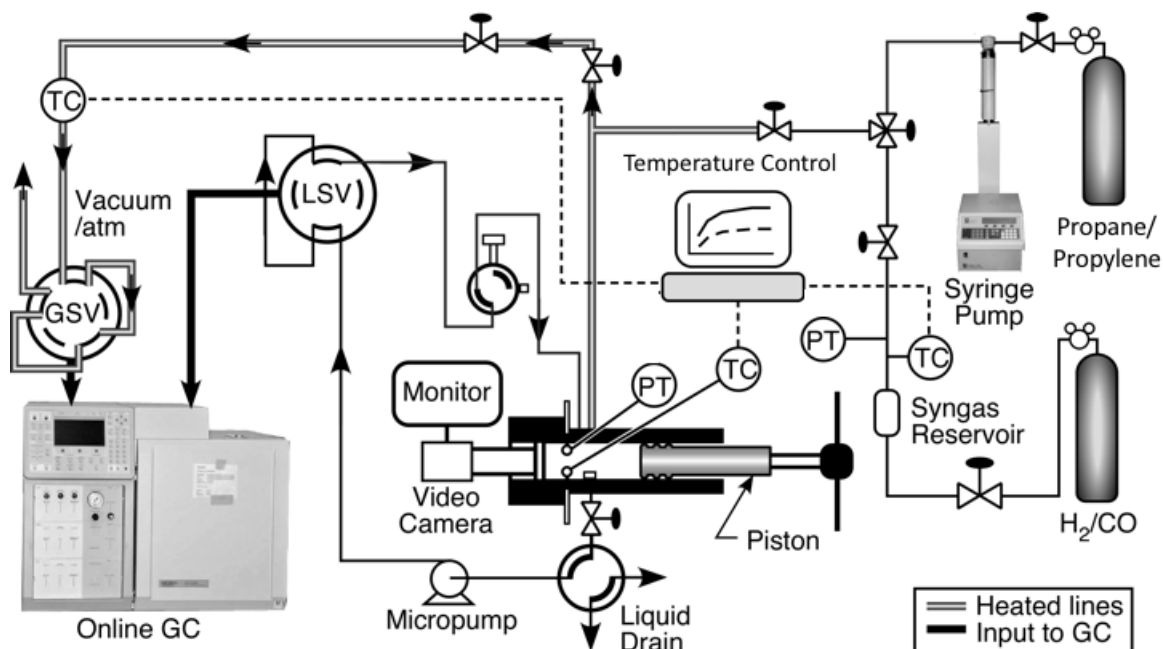 TC
Vacuum
/atm
GSV
LSV
Temperature Control
Propane/
Propylene
Syringe
Pump
PT
TC
Syngas
Reservoir
H₂/CO
Monitor
PT
TC
Video
Camera
Piston
Micropump
Liquid
Drain
Online GC
Heated lines
Input to GC